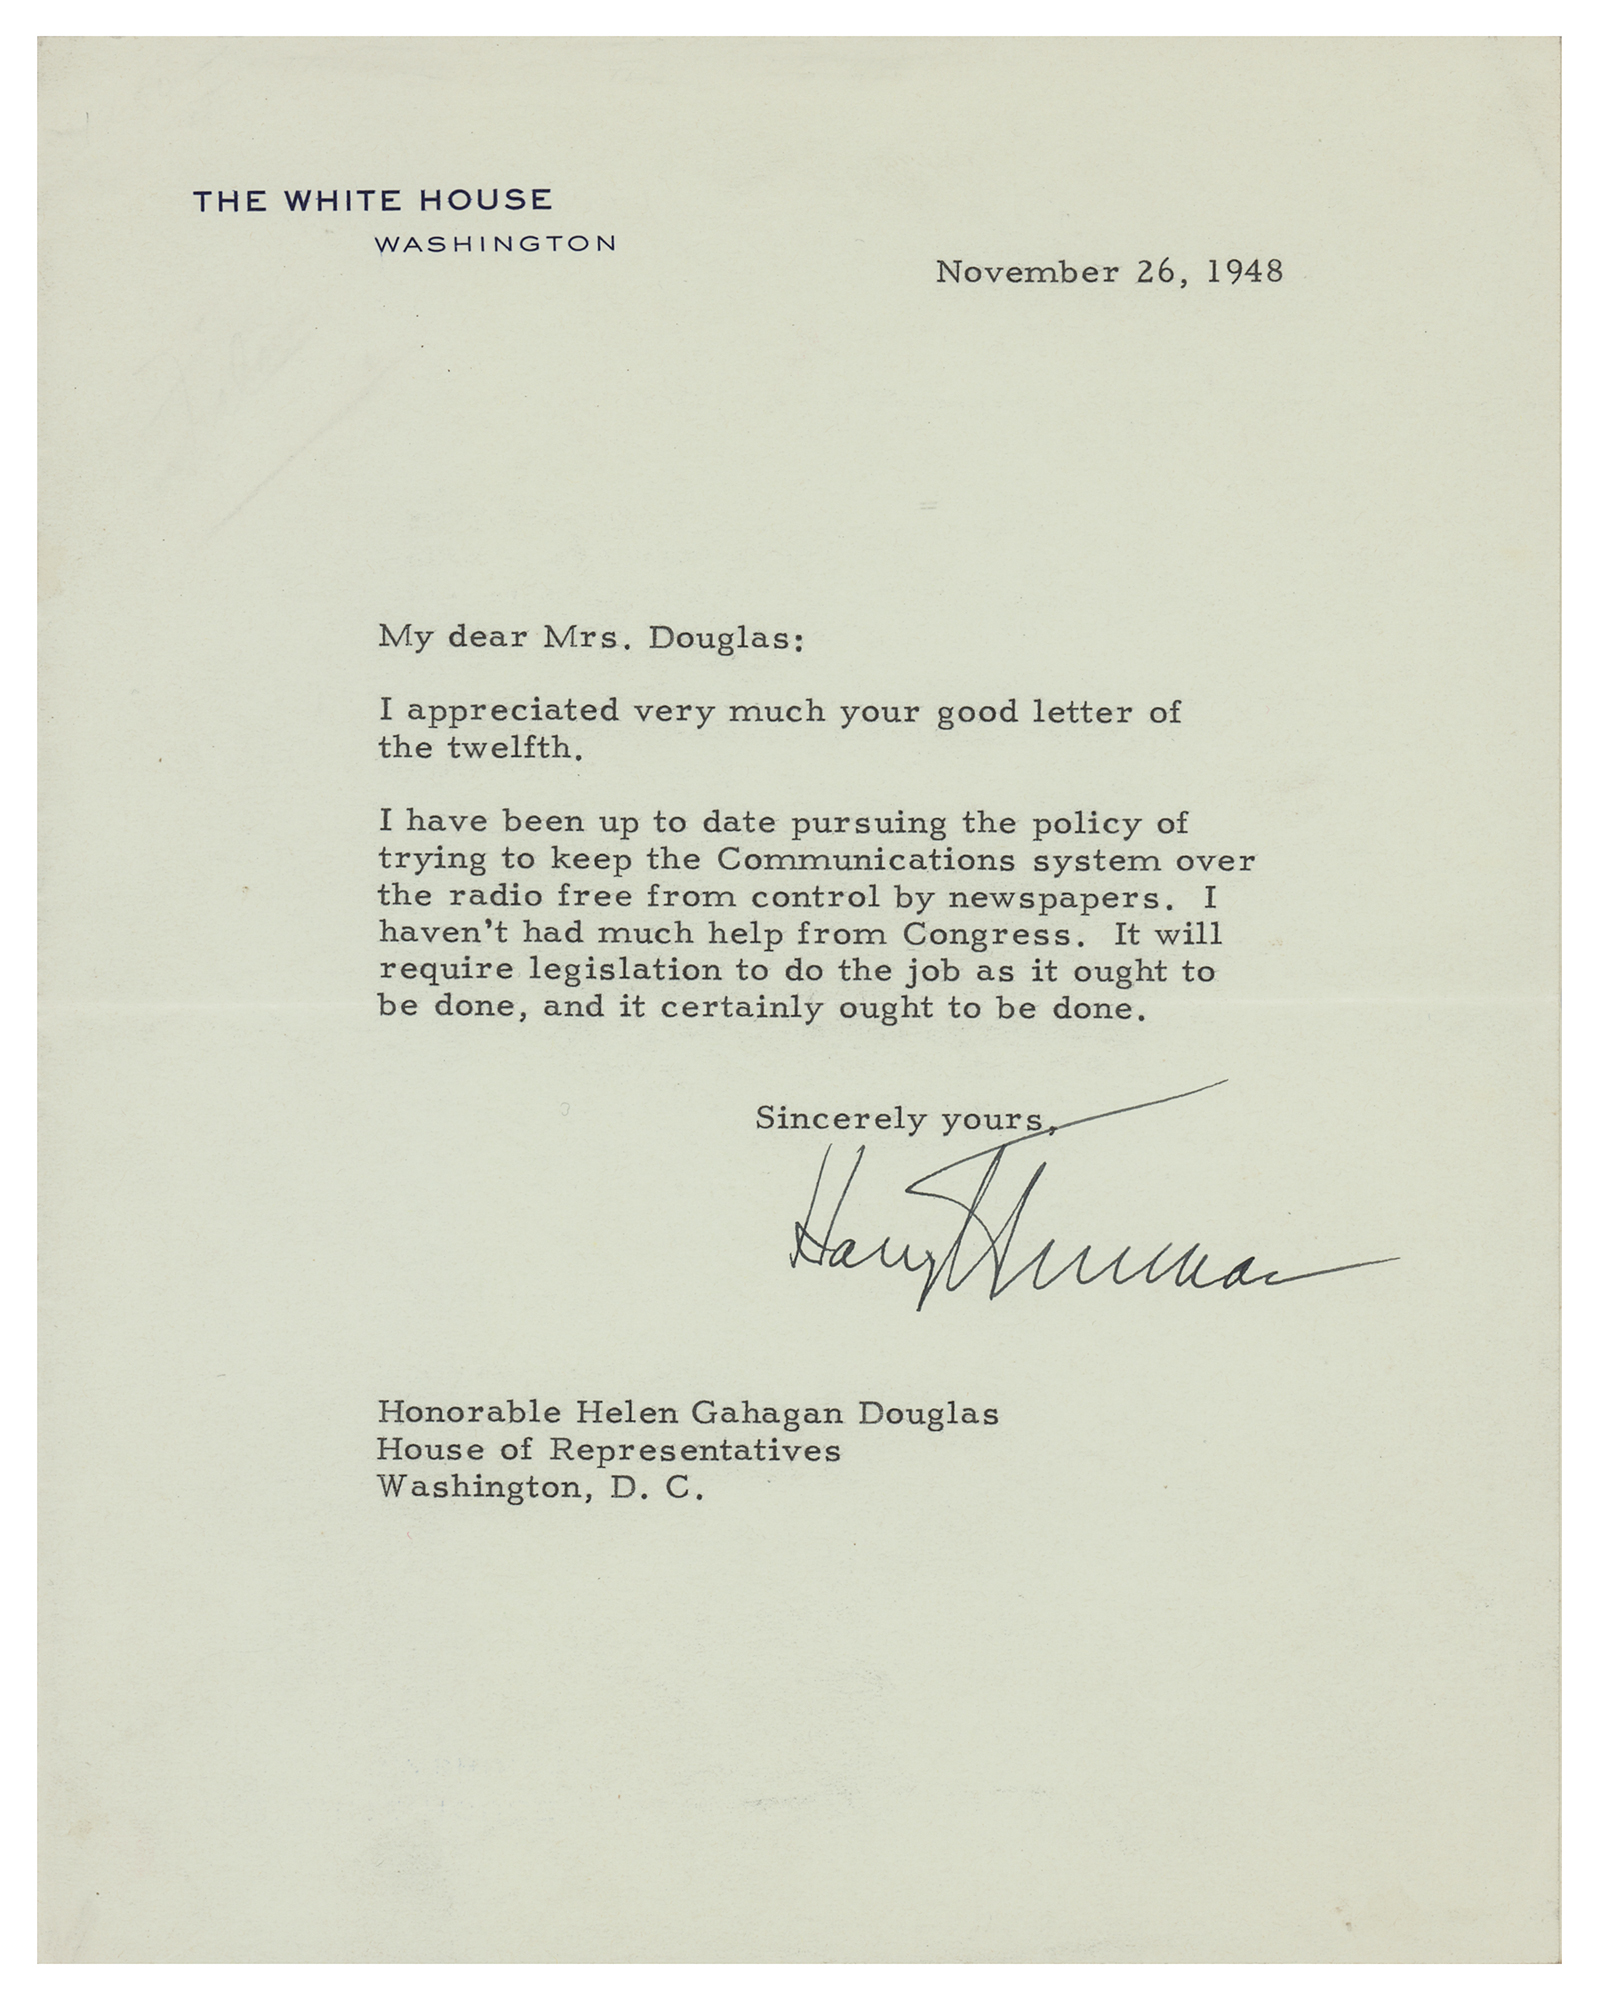 THE WHITE HOUSE
WASHINGTON
November 26, 1948
My dear Mrs. Douglas:
I appreciated very much your good letter of
the twelfth.
I have been up to date pursuing the policy of
trying to keep the Communications system over
the radio free from control by newspapers. I
haven't had much help from Congress. It will
require legislation to do the job as it ought to
be done, and it certainly ought to be done.
Sincerely yours,
Harry Truman
Honorable Helen Gahagan Douglas
House of Representatives
Washington, D. C.